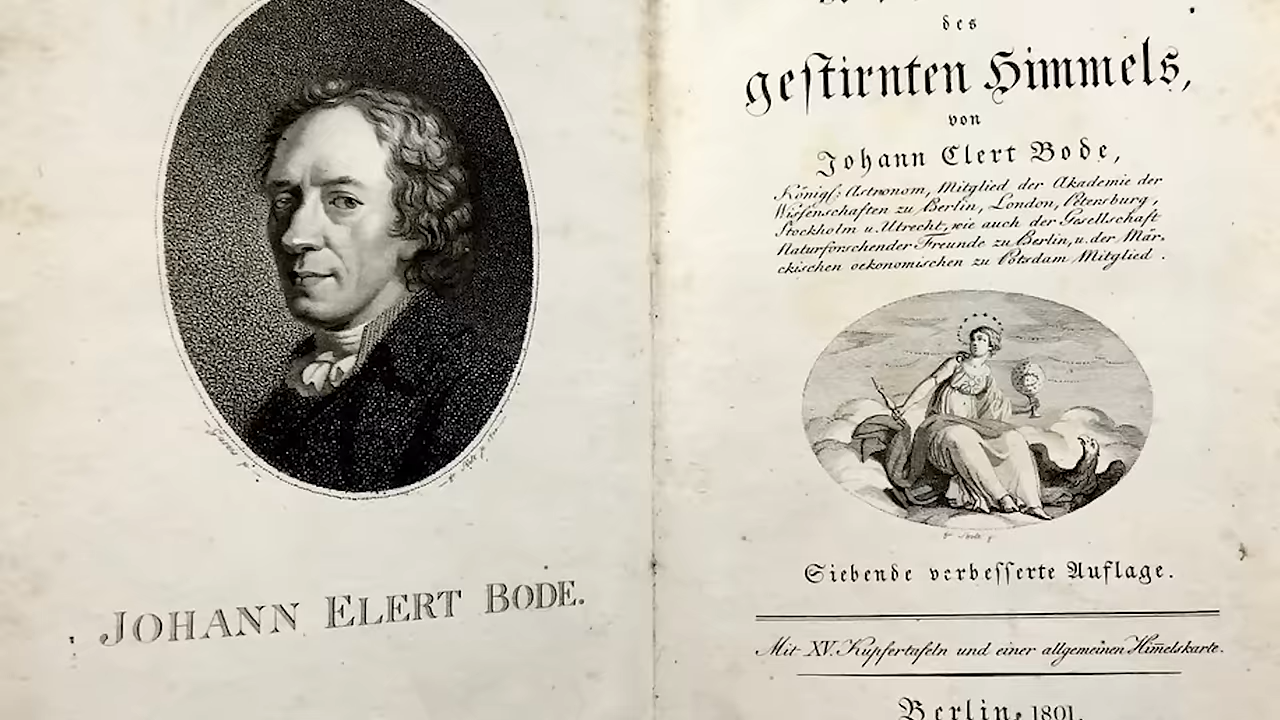 JOHANN ELERT BODE.
des
gestirnten Himmels,
von
Johann Elert Bode,
Königl: Astronom, Mitglied der Akademie der
Wissenschaften zu Berlin, London, Petersburg,
Stockholm u. Utrecht, wie auch der Gesellschaft
Naturforschender Freunde zu Berlin, u. der Mär-
ckischen oekonomischen zu Potsdam Mitglied.
Siebende verbesserte Auflage.
Mit XV. Kupfertafeln und einer allgemeinen Him̄elskarte.
Berlin, 1801.